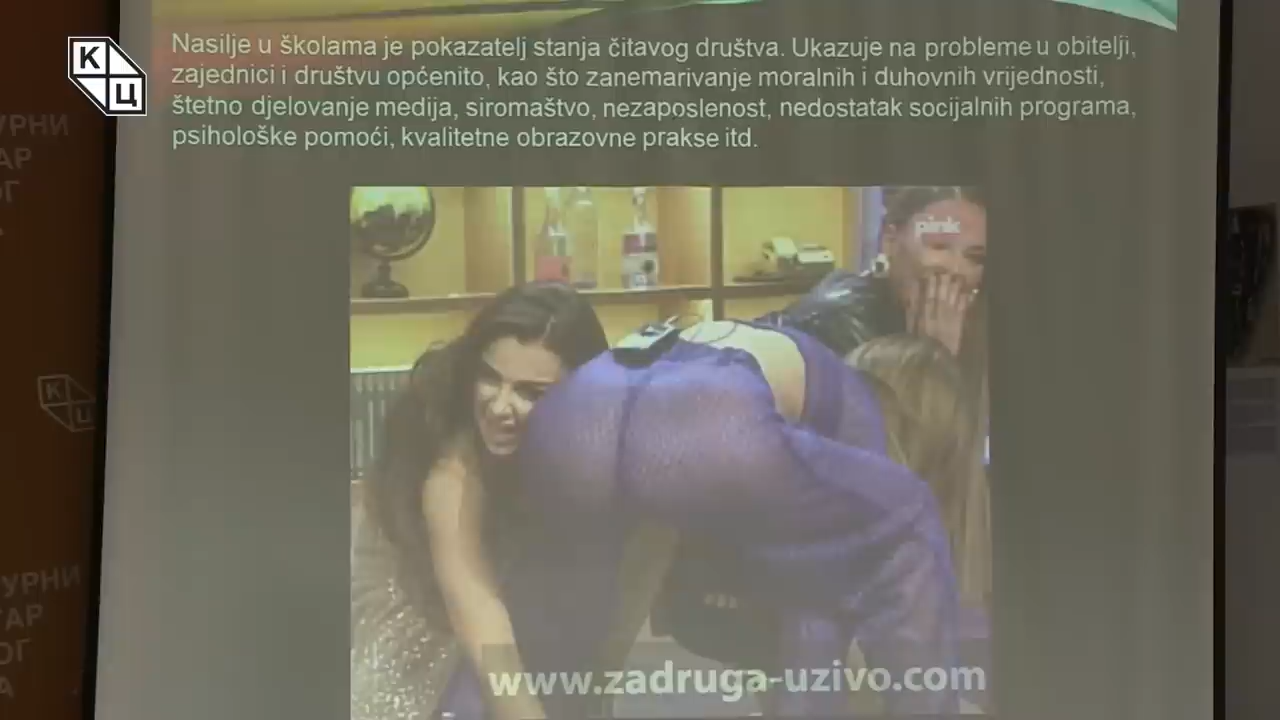 Nasilje u školama je pokazatelj stanja čitavog društva. Ukazuje na probleme u obitelji,
zajednici i društvu općenito, kao što zanemarivanje moralnih i duhovnih vrijednosti,
štetno djelovanje medija, siromaštvo, nezaposlenost, nedostatak socijalnih programa,
psihološke pomoći, kvalitetne obrazovne prakse itd.
К
Ц
pink
www.zadruga-uzivo.com